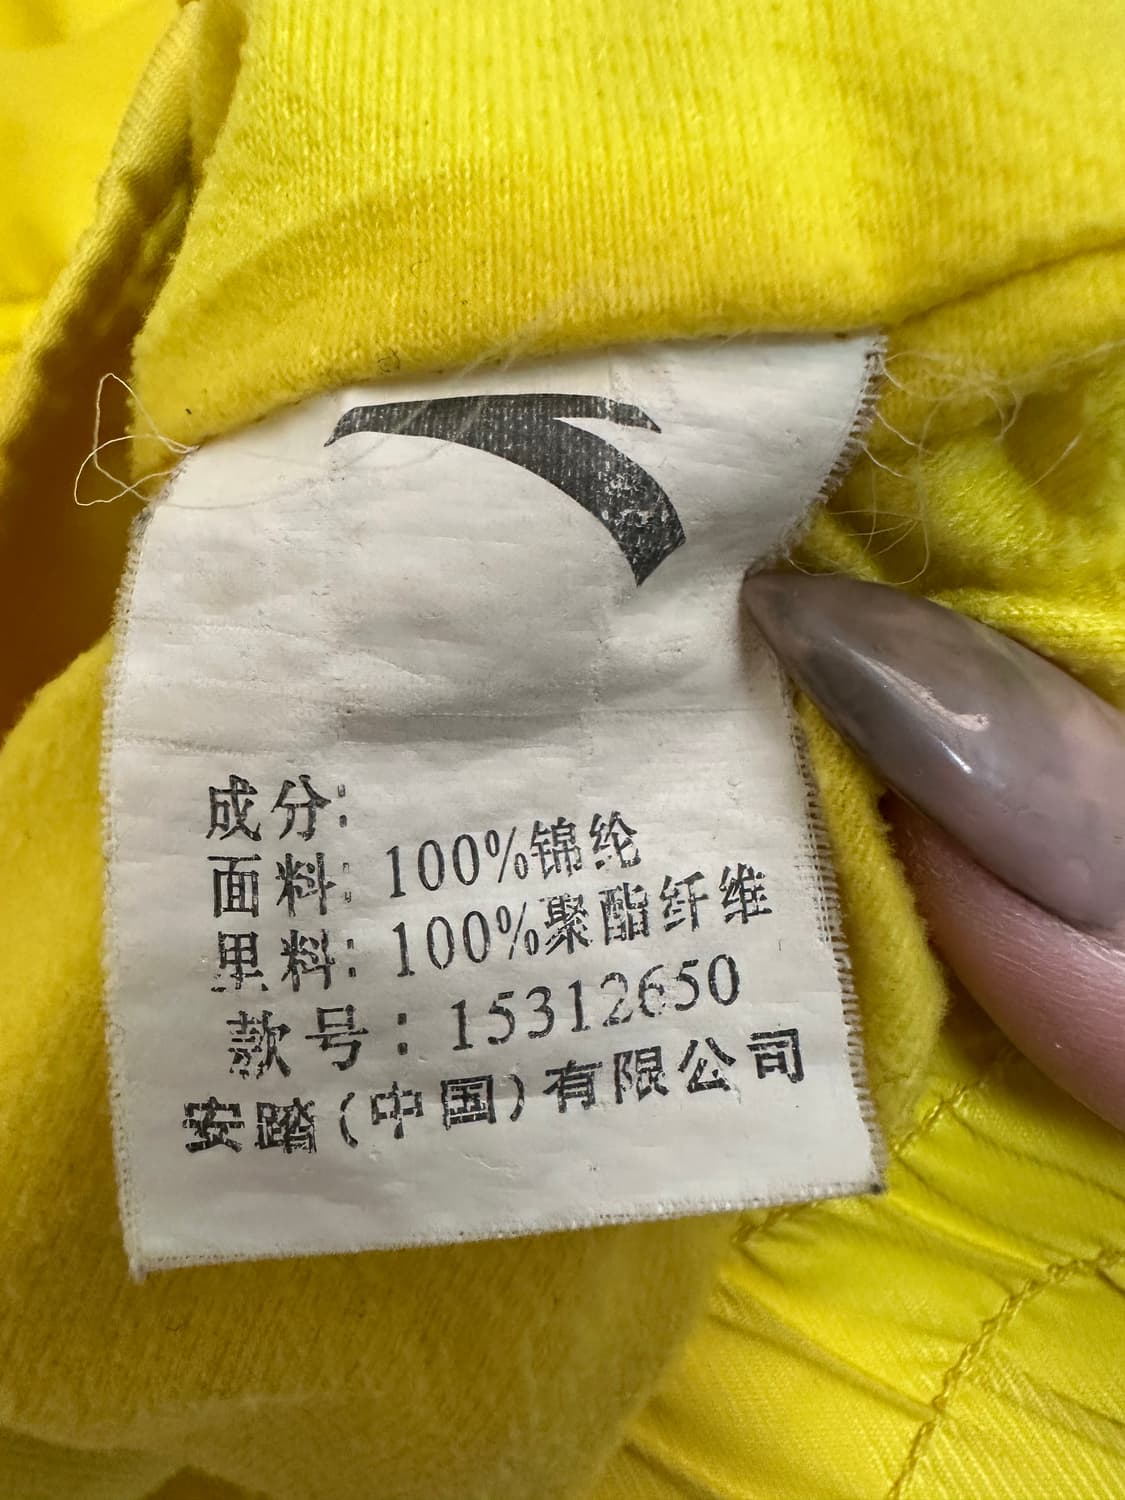 成分:
面料: 100%锦纶
里料: 100%聚酯纤维
款号: 15312650
安踏(中国)有限公司